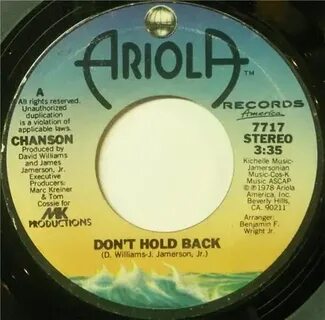 ARIOLA™
RECORDS
America
A
All rights reserved.
Unauthorized
duplication
is a violation of
applicable laws.
CHANSON
Produced by
David Williams
and James
Jamerson, Jr.
Executive
Producers:
Marc Kreiner
& Tom
Cossie for
MK
PRODUCTIONS
7717
STEREO
3:35
Kichelle Music-
Jamersonian
Music-Cos-K
Music ASCAP
©℗1978 Ariola
America, Inc.
Beverly Hills,
CA. 90211
Arranger:
Benjamin F.
Wright Jr.
DON'T HOLD BACK
(D. Williams-J. Jamerson, Jr.)